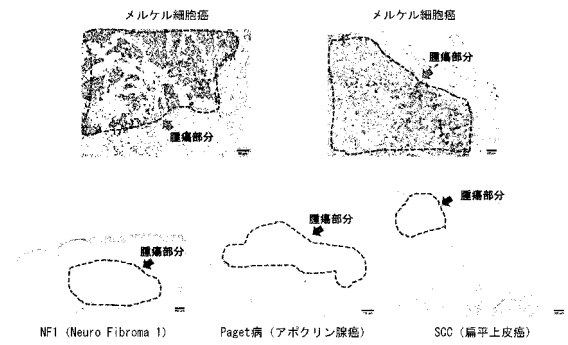 メルケル細胞癌
メルケル細胞癌
腫瘍部分
腫瘍部分
腫瘍部分
腫瘍部分
腫瘍部分
NF1 (Neuro Fibroma 1)
Paget病 (アポクリン腺癌)
SCC (扁平上皮癌)